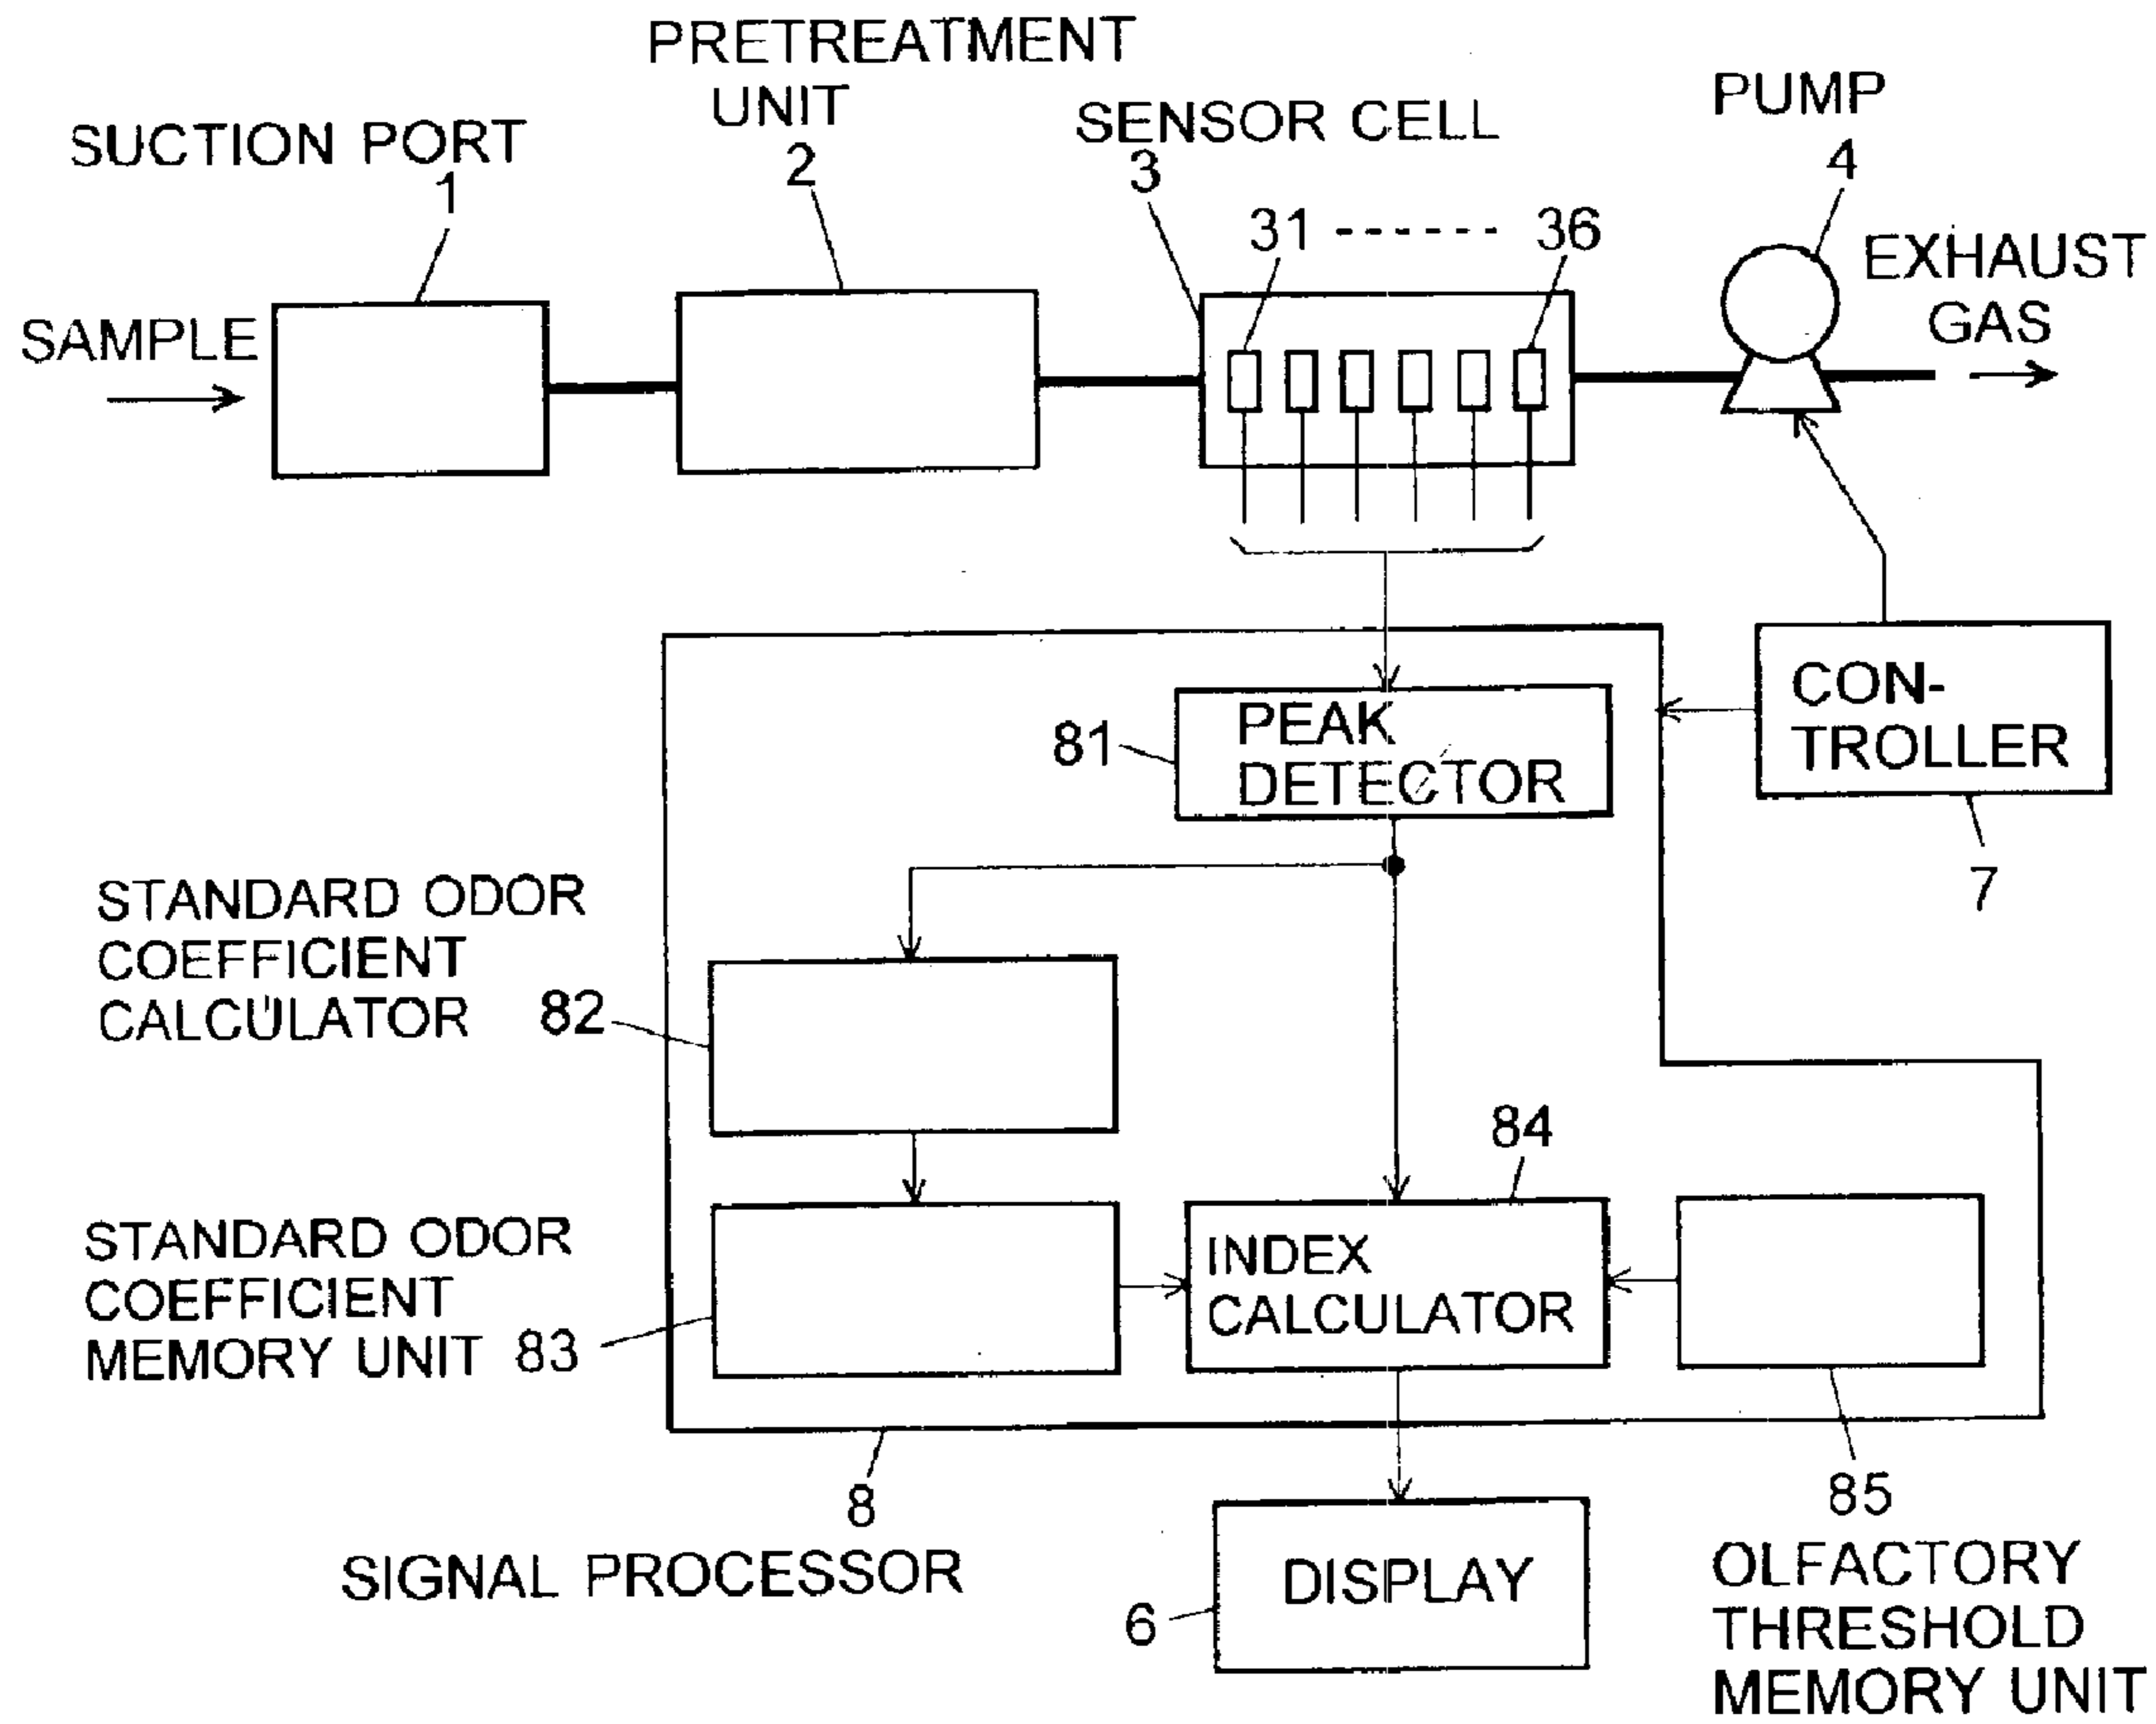 PRETREATMENT
UNIT
2
SUCTION PORT
1
SENSOR CELL
3
31 ------ 36
PUMP
4
EXHAUST
GAS
SAMPLE
CON-
TROLLER
7
81
PEAK
DETECTOR
STANDARD ODOR
COEFFICIENT
CALCULATOR 82
84
STANDARD ODOR
COEFFICIENT
MEMORY UNIT 83
INDEX
CALCULATOR
8
SIGNAL PROCESSOR
85
OLFACTORY
THRESHOLD
MEMORY UNIT
DISPLAY
6